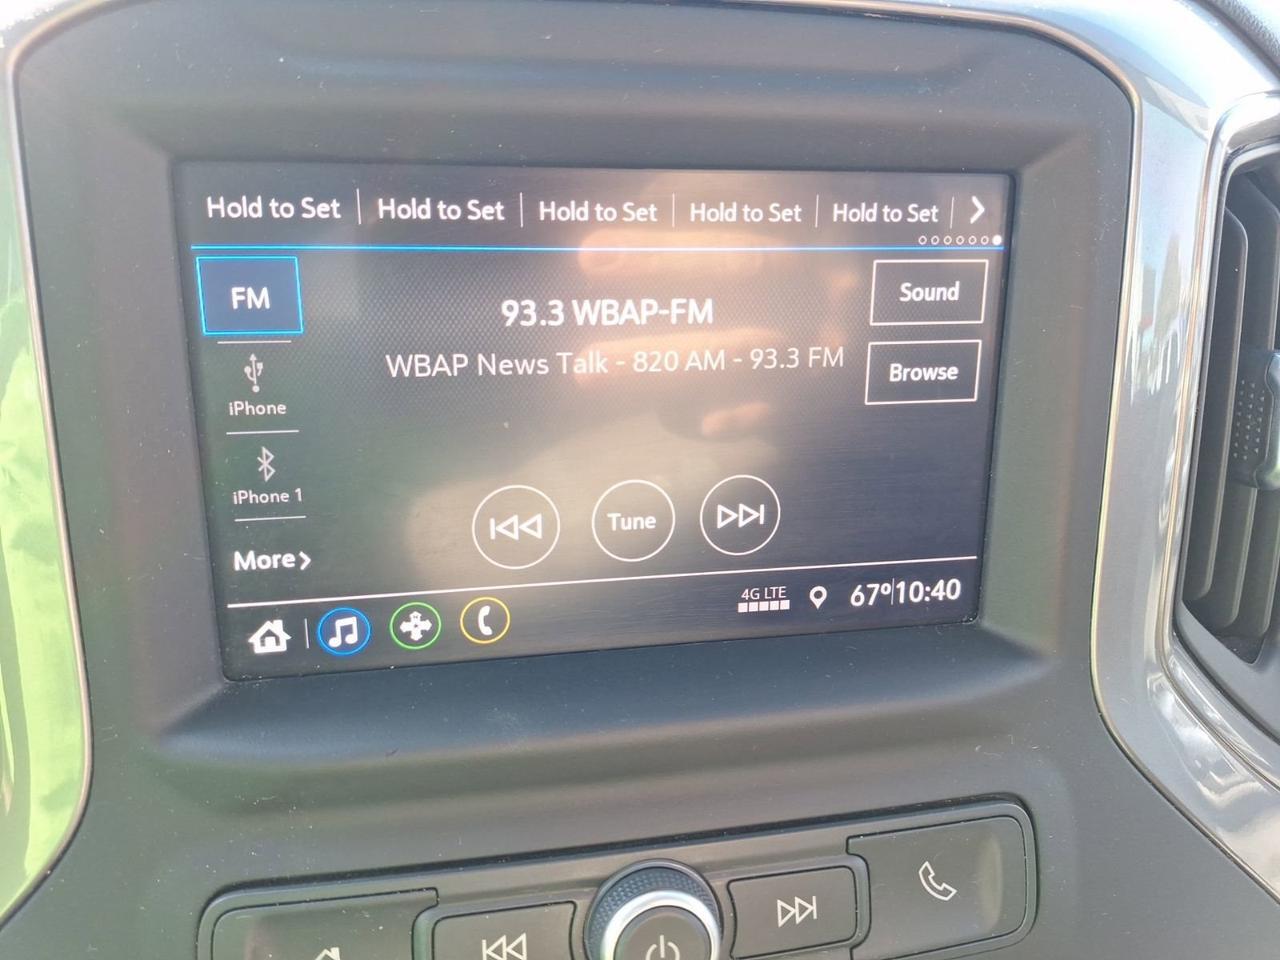 Hold to Set Hold to Set Hold to Set Hold to Set Hold to Set
FM
93.3 WBAP-FM
Sound
WBAP News Talk - 820 AM - 93.3 FM
Browse
iPhone
iPhone 1
Tune
More
4G LTE
67° 10:40